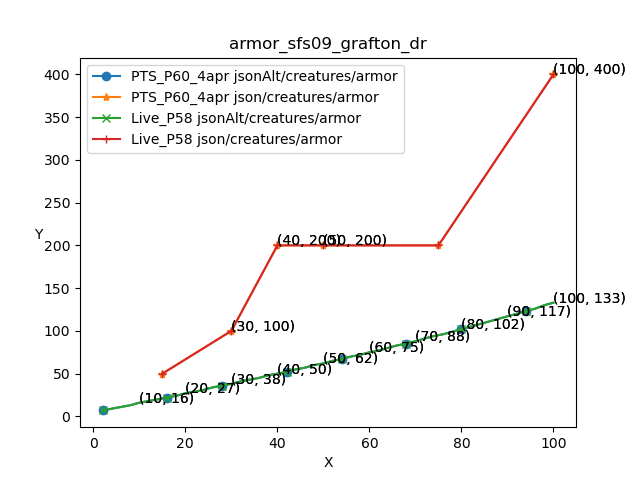 armor_sfs09_grafton_dr
PTS_P60_4apr jsonAlt/creatures/armor
PTS_P60_4apr json/creatures/armor
Live_P58 jsonAlt/creatures/armor
Live_P58 json/creatures/armor
(100, 400)
(40, 200)
(50, 200)
(30, 100)
(100, 133)
(90, 117)
(80, 102)
(70, 88)
(60, 75)
(50, 62)
(40, 50)
(30, 38)
(20, 27)
(10, 16)
400
350
300
250
200
150
100
50
0
Y
0 20 40 60 80 100
X